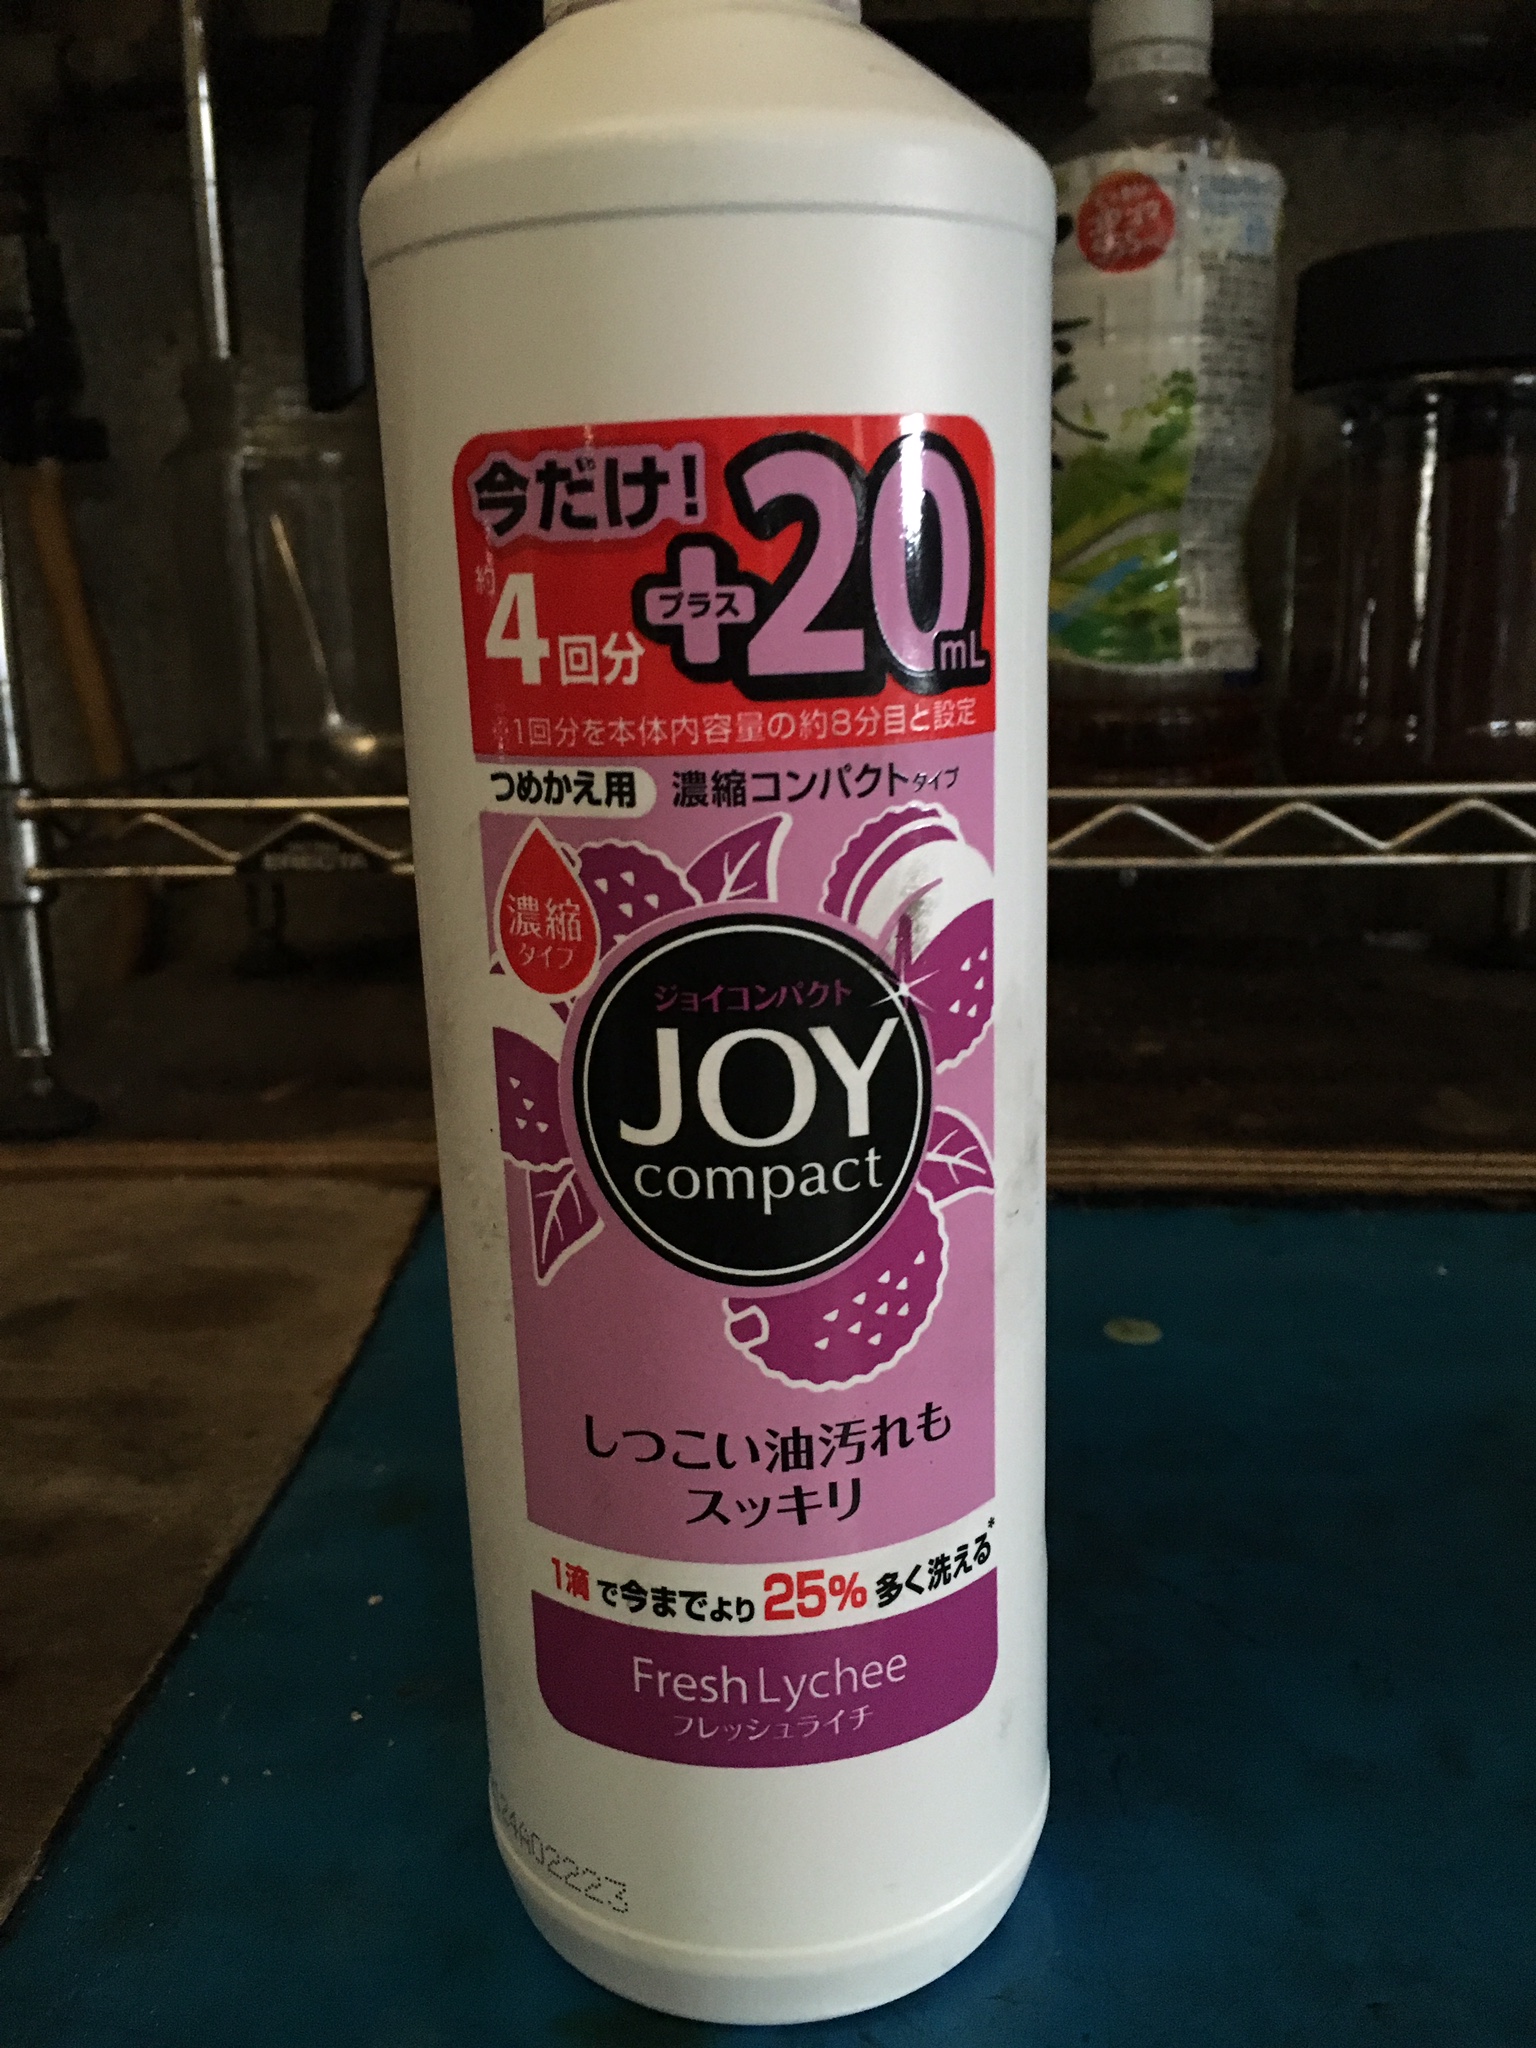 今だけ!
約4回分
プラス
+20mL
※1回分を本体内容量の約8分目と設定
つめかえ用 濃縮コンパクトタイプ
濃縮
タイプ
ジョイコンパクト
JOY
compact
しつこい油汚れも
スッキリ
1滴で今までより25%多く洗える*
Fresh Lychee
フレッシュライチ